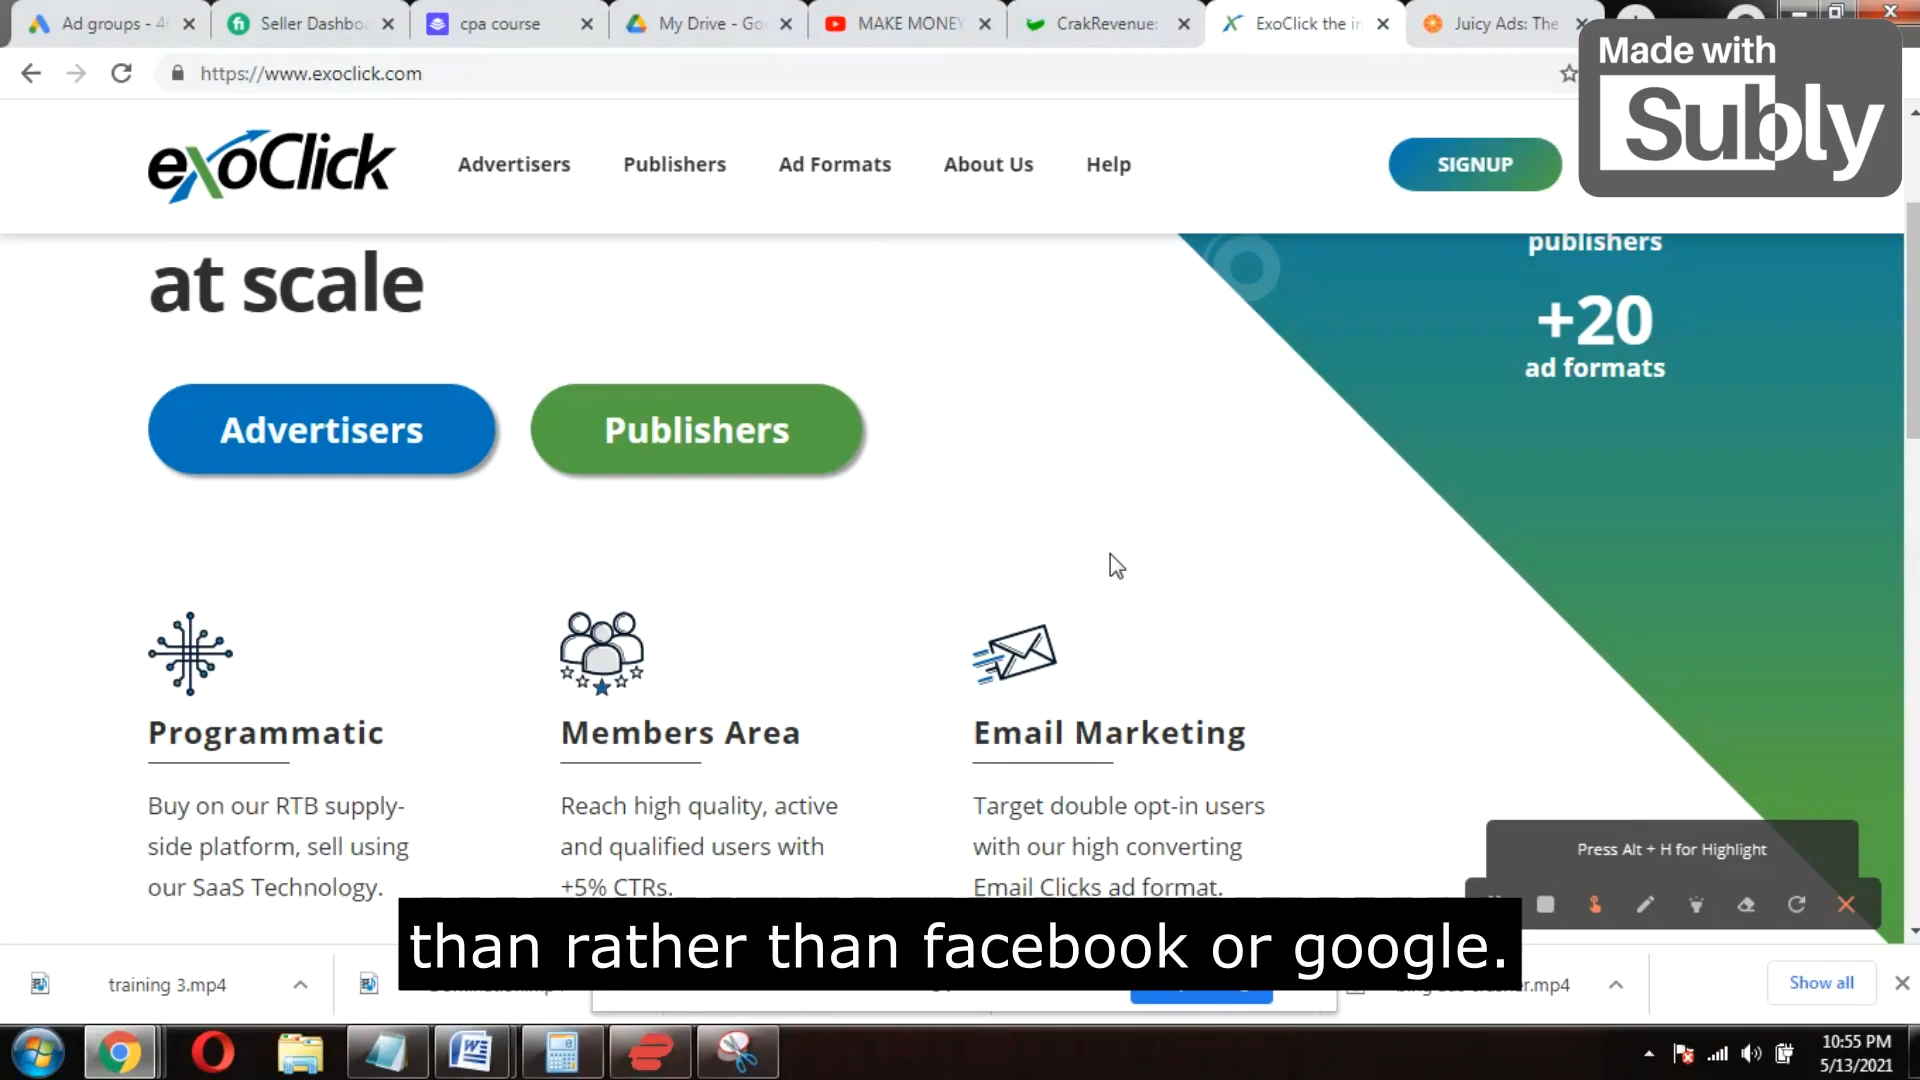 Ad groups - 4
Seller Dashbo
cpa course
My Drive - Go
MAKE MONEY
CrakRevenue:
ExoClick the in
Juicy Ads: The
Made with
Subly
https://www.exoclick.com
exoClick
Advertisers
Publishers
Ad Formats
About Us
Help
SIGNUP
publishers
+20
ad formats
at scale
Advertisers
Publishers
Programmatic
Members Area
Email Marketing
Buy on our RTB supply-
side platform, sell using
our SaaS Technology.
Reach high quality, active
and qualified users with
+5% CTRs.
Target double opt-in users
with our high converting
Email Clicks ad format.
Press Alt + H for Highlight
than rather than facebook or google.
training 3.mp4
Show all
10:55 PM
5/13/2021